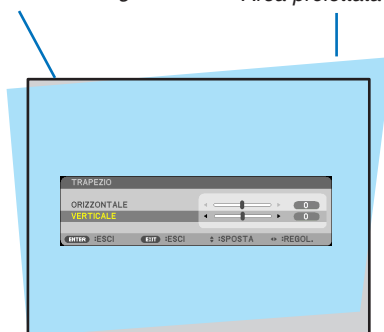 Area proiettata
TRAPEZIO
ORIZZONTALE 0
VERTICALE 0
ENTER :ESCI EXIT :ESCI :SPOSTA :REGOL.